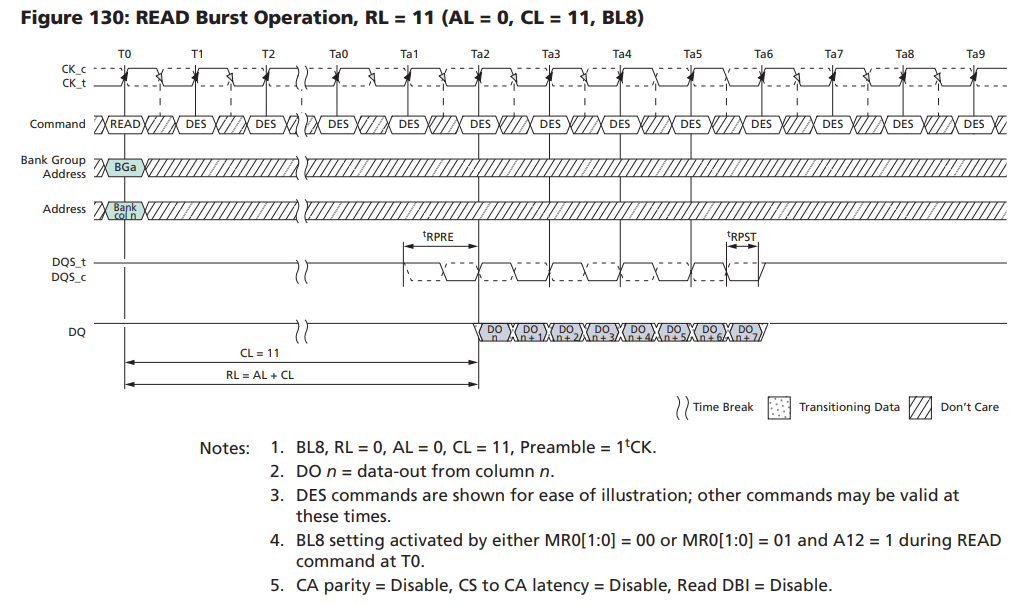 Figure 130: READ Burst Operation, RL = 11 (AL = 0, CL = 11, BL8)
T0 T1 T2 Ta0 Ta1 Ta2 Ta3 Ta4 Ta5 Ta6 Ta7 Ta8 Ta9
CK_c
CK_t
Command READ DES DES DES DES DES DES DES DES DES DES DES DES
Bank Group
Address
BGa
Address
Bank
col n
tRPRE tRPST
DQS_t
DQS_c
DQ
DO DO DO DO DO DO DO DO
n n + 1 n + 2 n + 3 n + 4 n + 5 n + 6 n + 7
CL = 11
RL = AL + CL
Time Break Transitioning Data Don't Care
Notes: 1. BL8, RL = 0, AL = 0, CL = 11, Preamble = 1tCK.
2. DO n = data-out from column n.
3. DES commands are shown for ease of illustration; other commands may be valid at
these times.
4. BL8 setting activated by either MR0[1:0] = 00 or MR0[1:0] = 01 and A12 = 1 during READ
command at T0.
5. CA parity = Disable, CS to CA latency = Disable, Read DBI = Disable.